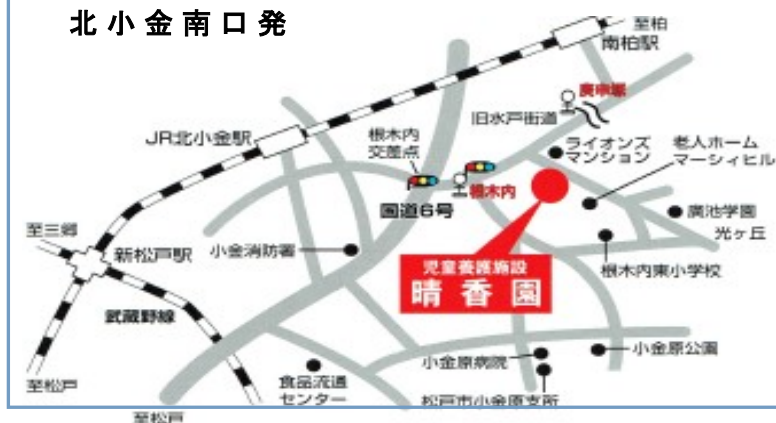 北小金南口発
至柏
南柏駅
庚申塚
旧水戸街道
JR北小金駅
根木内
交差点
ライオンズ
マンション
老人ホーム
マーシイヒル
根木内
国道6号
廣池学園
光ヶ丘
至三郷
新松戸駅
小金消防署
児童養護施設
晴香園
根木内東小学校
武蔵野線
小金原病院
小金原公園
至松戸
食品流通
センター
松戸市小金原支所
至松戸